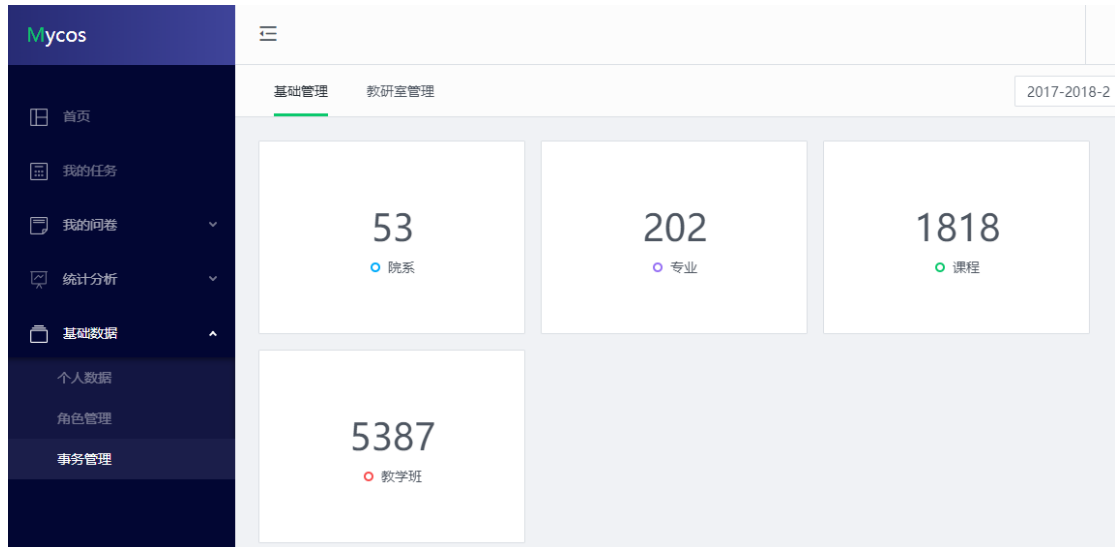 Mycos
首页
我的任务
我的问卷
统计分析
基础数据
个人数据
角色管理
事务管理
基础管理 教研室管理 2017-2018-2
53 202 1818
院系 专业 课程
5387
教学班